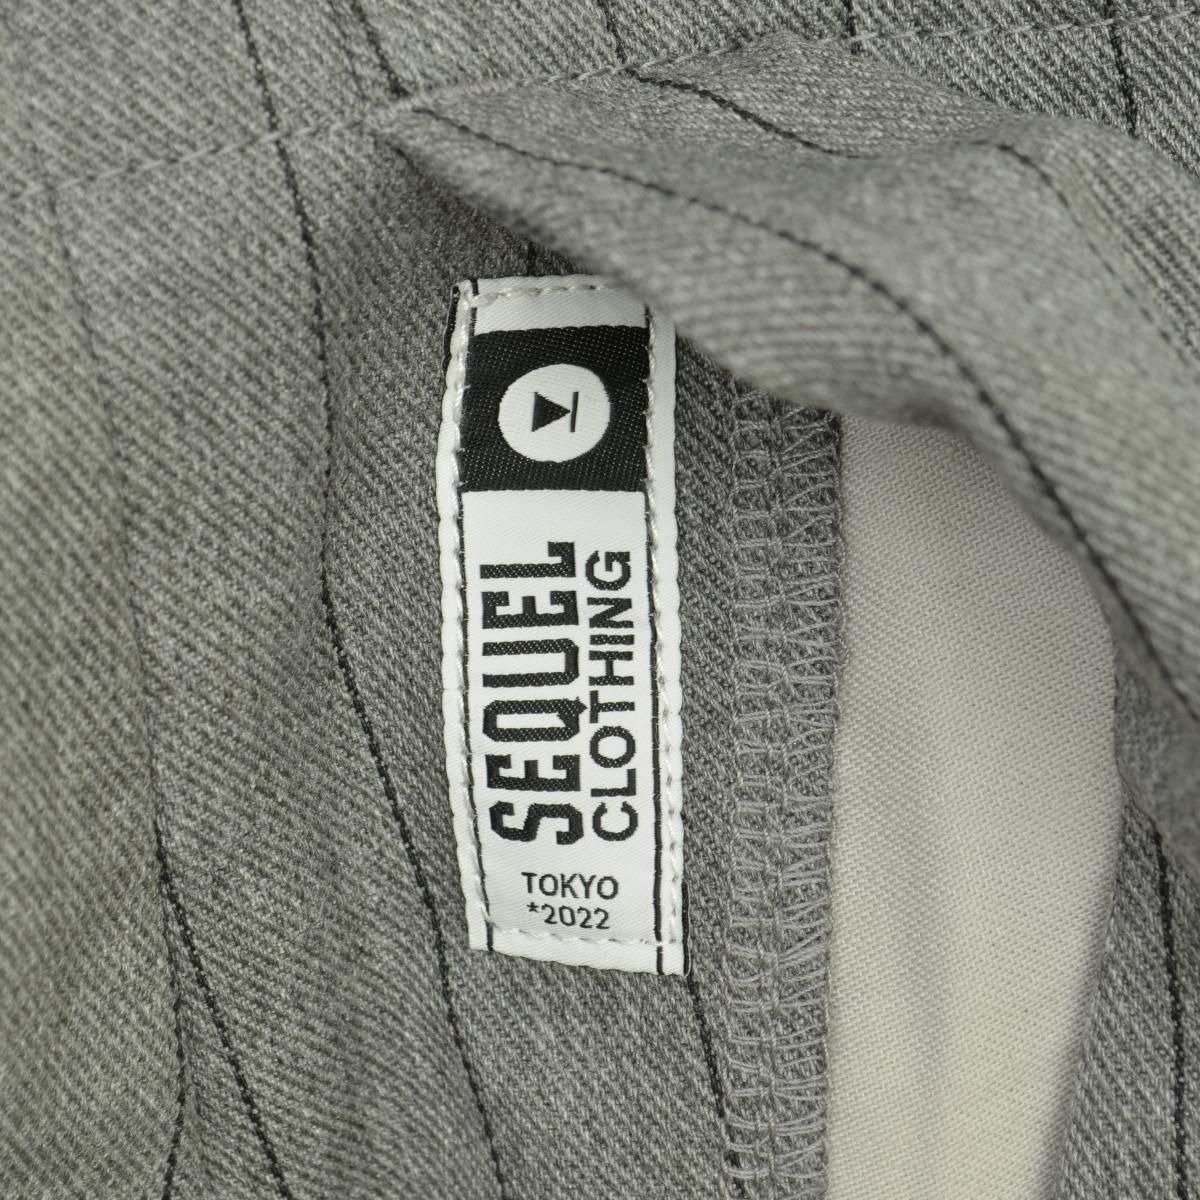 SEQUEL
CLOTHING
TOKYO
*2022